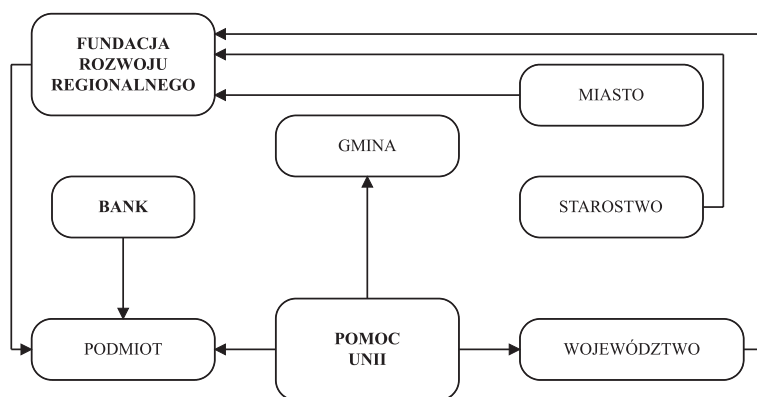 FUNDACJA
ROZWOJU
REGIONALNEGO
MIASTO
GMINA
BANK
STAROSTWO
PODMIOT
POMOC
UNII
WOJEWÓDZTWO